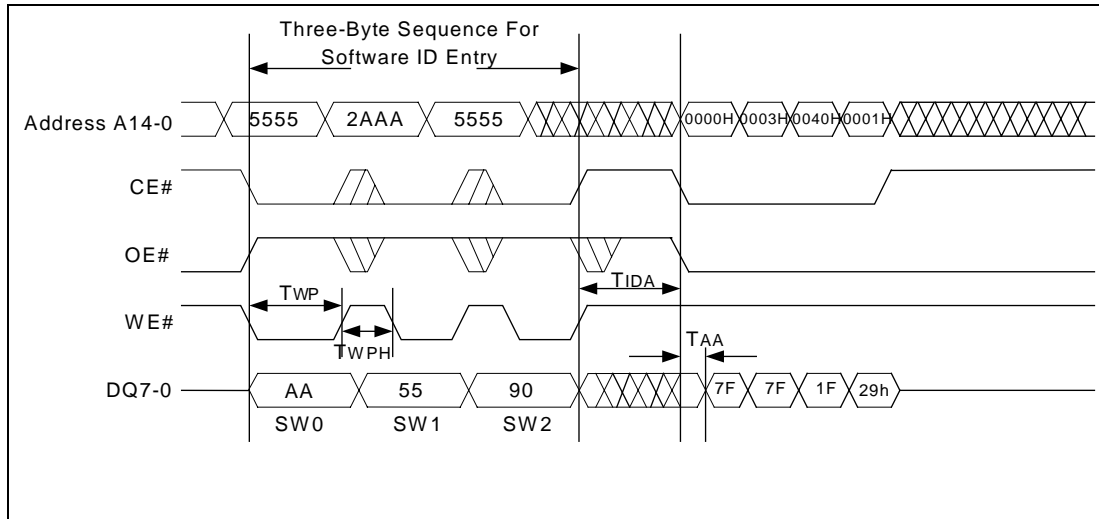 Three-Byte Sequence For
Software ID Entry
Address A14-0
5555 2AAA 5555 0000H 0003H 0040H 0001H
CE#
OE#
TWP TIDA
WE#
TWPH TAA
DQ7-0
AA 55 90 7F 7F 1F 29h
SW0 SW1 SW2